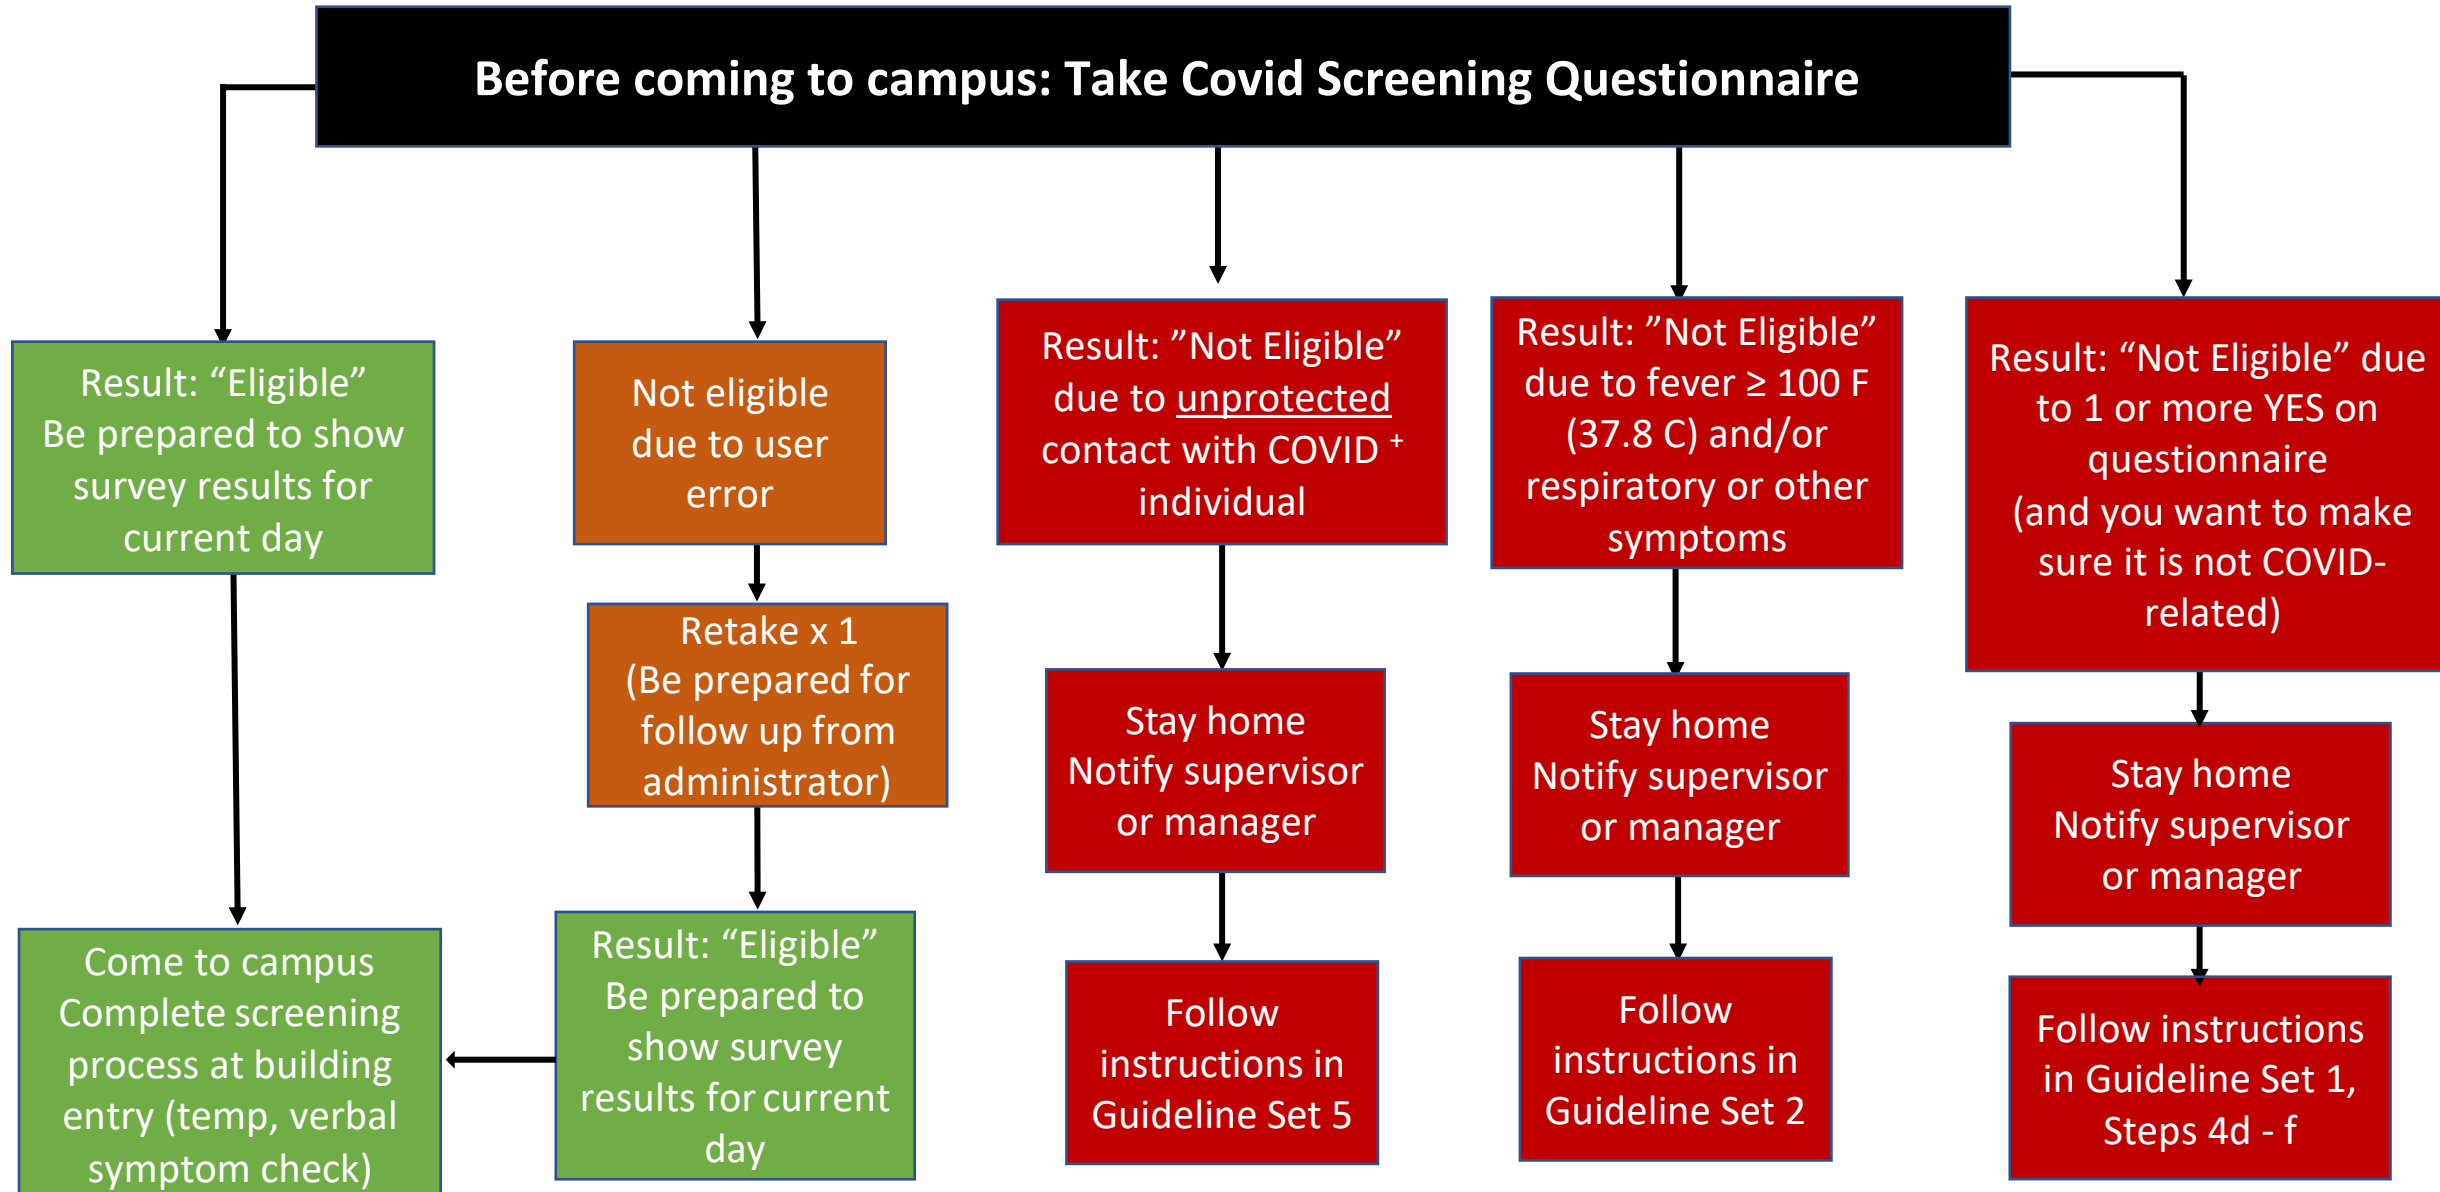 Before coming to campus: Take Covid Screening Questionnaire
Result: “Eligible”
Be prepared to show
survey results for
current day
Come to campus
Complete screening
process at building
entry (temp, verbal
symptom check)
Not eligible
due to user
error
Retake x 1
(Be prepared for
follow up from
administrator)
Result: “Eligible”
Be prepared to
show survey
results for current
day
Result: ”Not Eligible”
due to unprotected
contact with COVID +
individual
Stay home
Notify supervisor
or manager
Follow
instructions in
Guideline Set 5
Result: ”Not Eligible”
due to fever ≥ 100 F
(37.8 C) and/or
respiratory or other
symptoms
Stay home
Notify supervisor
or manager
Follow
instructions in
Guideline Set 2
Result: “Not Eligible” due
to 1 or more YES on
questionnaire
(and you want to make
sure it is not COVID-
related)
Stay home
Notify supervisor
or manager
Follow instructions
in Guideline Set 1,
Steps 4d - f